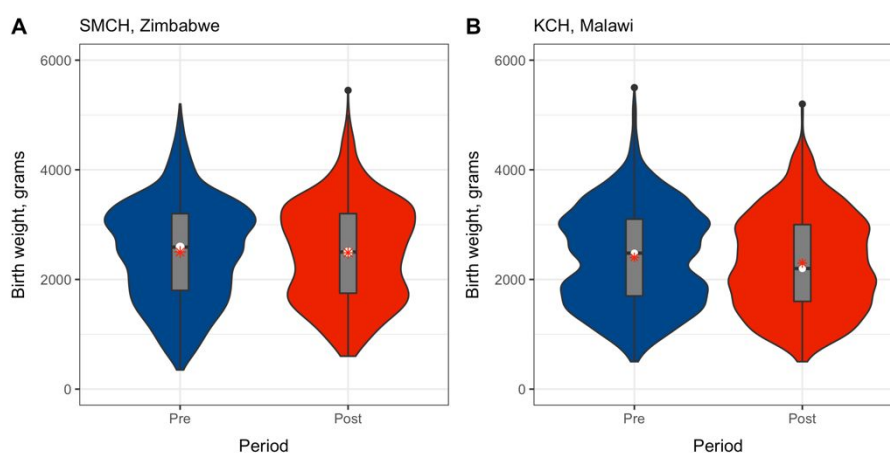 A
SMCH, Zimbabwe
6000
4000
2000
0
Birth weight, grams
Pre
Post
Period
B
KCH, Malawi
6000
4000
2000
0
Birth weight, grams
Pre
Post
Period